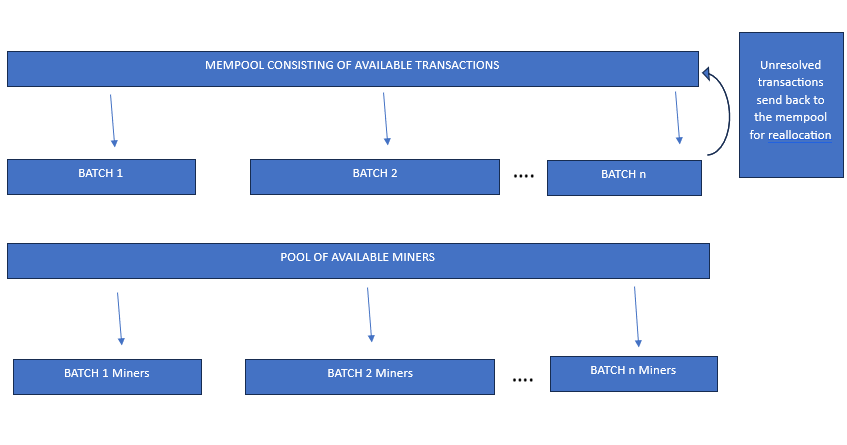 MEMPOOL CONSISTING OF AVAILABLE TRANSACTIONS
Unresolved
transactions
send back to
the mempool
for reallocation
BATCH 1
BATCH 2
....
BATCH n
POOL OF AVAILABLE MINERS
BATCH 1 Miners
BATCH 2 Miners
....
BATCH n Miners